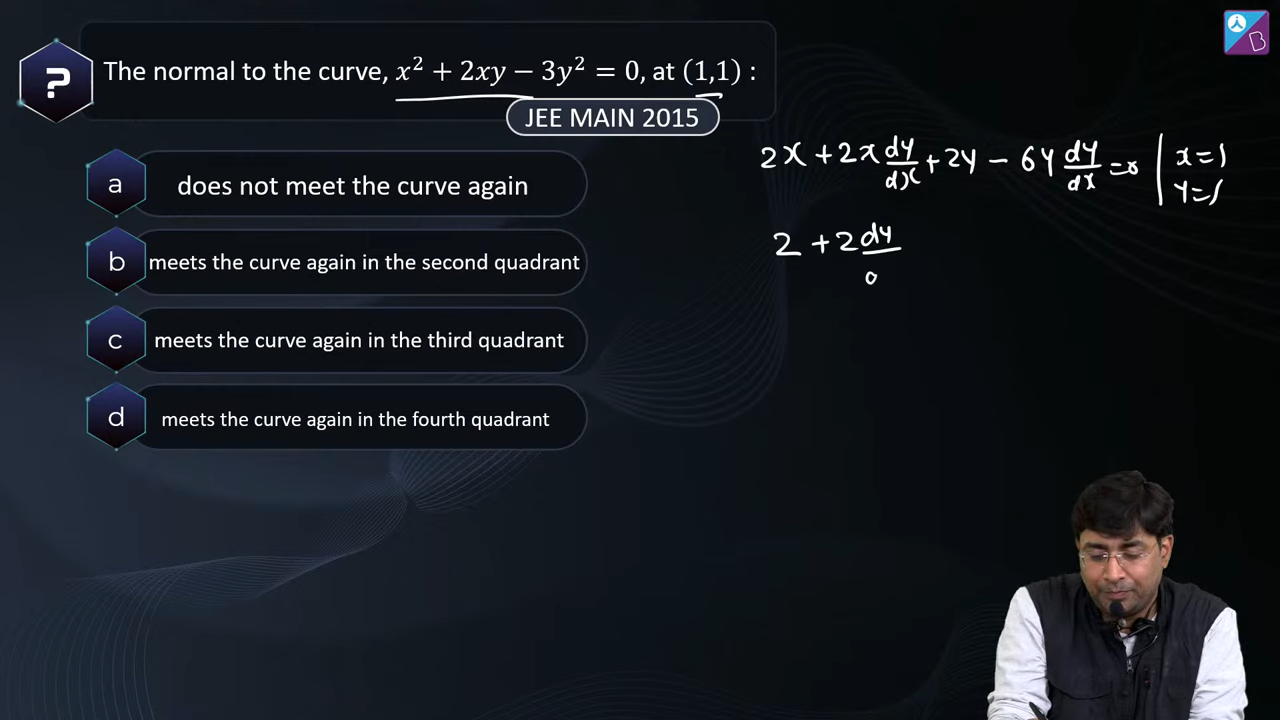 ?
The normal to the curve, x² + 2xy − 3y² = 0, at (1,1) :
JEE MAIN 2015
a does not meet the curve again
b meets the curve again in the second quadrant
c meets the curve again in the third quadrant
d meets the curve again in the fourth quadrant
2x + 2x dy/dx + 2y − 6y dy/dx = 0 | x=1
y=1
2 + 2 dy/
B